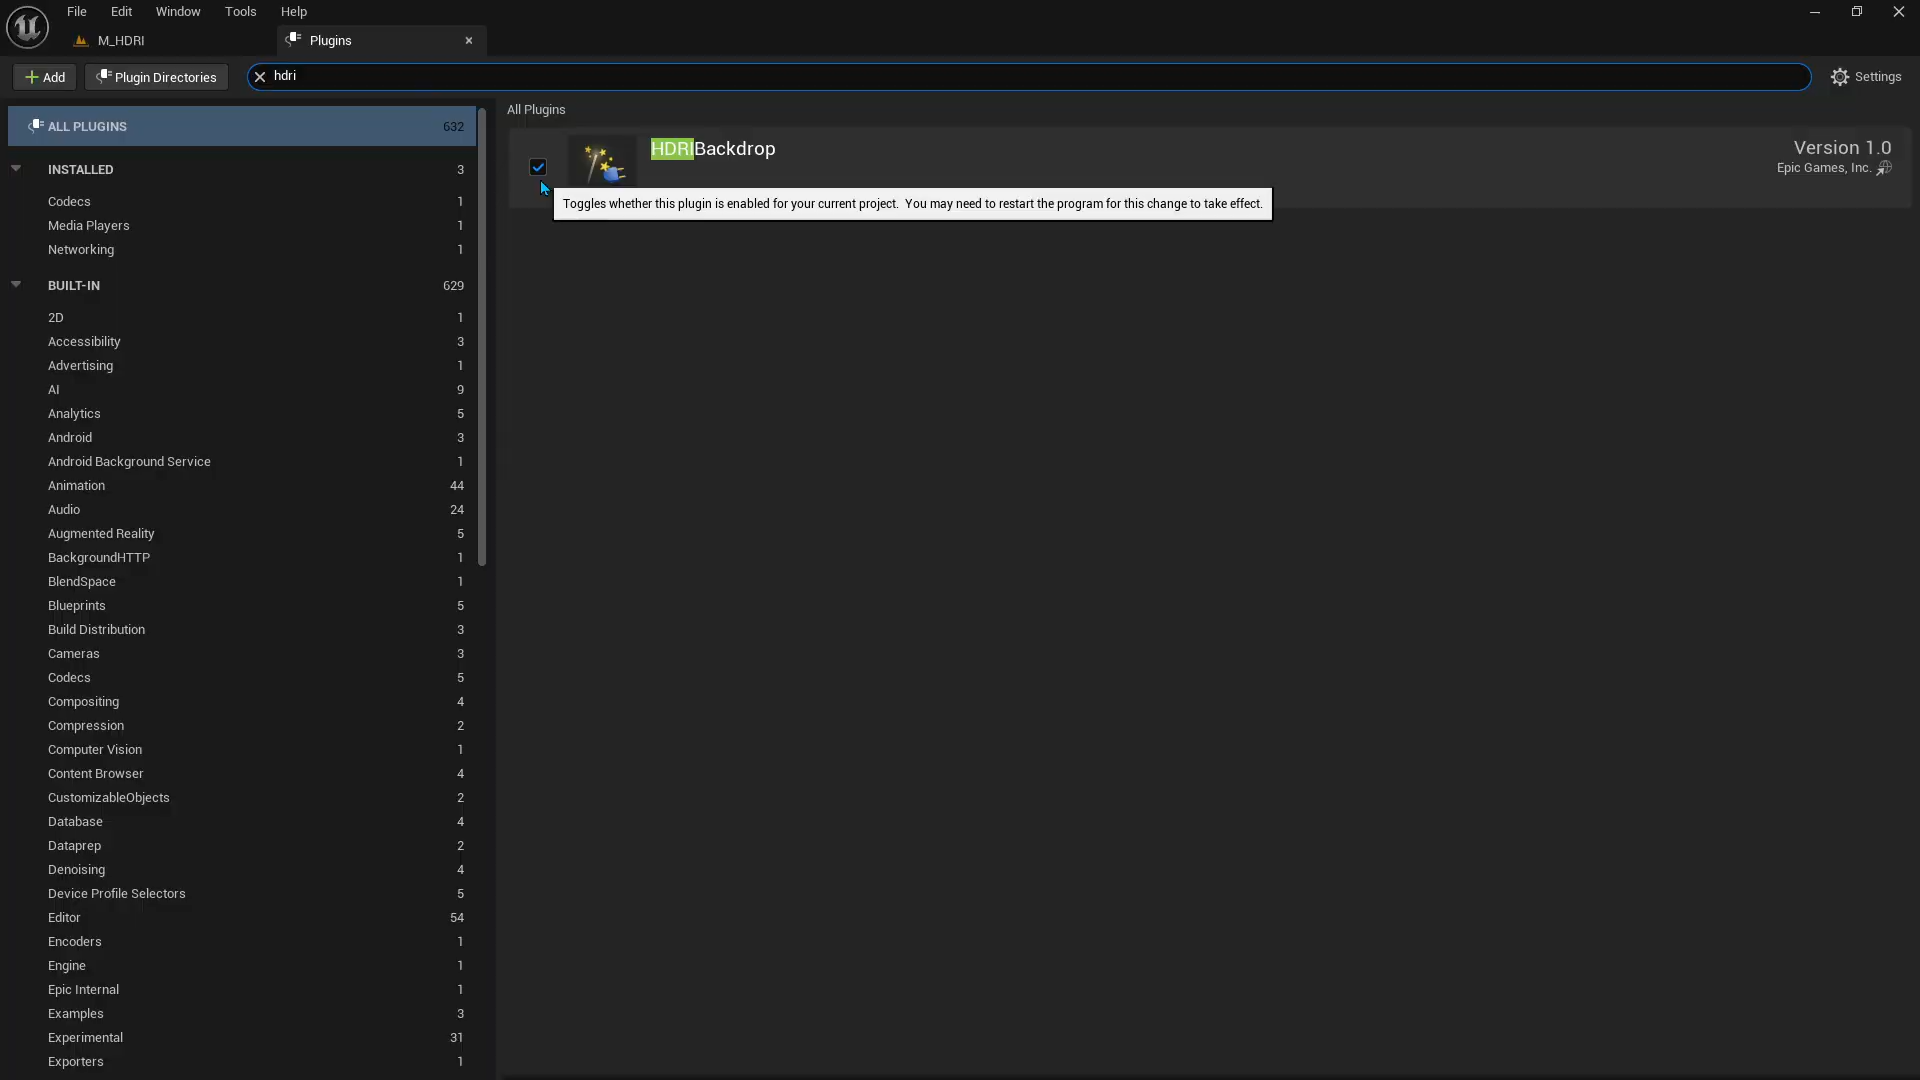 File Edit Window Tools Help
M_HDRI
Plugins
Add
Plugin Directories
hdri
Settings
ALL PLUGINS 632
INSTALLED 3
Codecs 1
Media Players 1
Networking 1
BUILT-IN 629
2D 1
Accessibility 3
Advertising 1
AI 9
Analytics 5
Android 3
Android Background Service 1
Animation 44
Audio 24
Augmented Reality 5
BackgroundHTTP 1
BlendSpace 1
Blueprints 5
Build Distribution 3
Cameras 3
Codecs 5
Compositing 4
Compression 2
Computer Vision 1
Content Browser 4
CustomizableObjects 2
Database 4
Dataprep 2
Denoising 4
Device Profile Selectors 5
Editor 54
Encoders 1
Engine 1
Epic Internal 1
Examples 3
Experimental 31
Exporters 1
All Plugins
HDRIBackdrop
Version 1.0
Epic Games, Inc.
Toggles whether this plugin is enabled for your current project.  You may need to restart the program for this change to take effect.